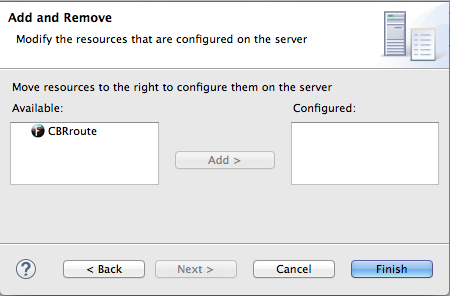 Add and Remove
Modify the resources that are configured on the server
Move resources to the right to configure them on the server
Available:
Configured:
CBRroute
Add >
?
< Back
Next >
Cancel
Finish